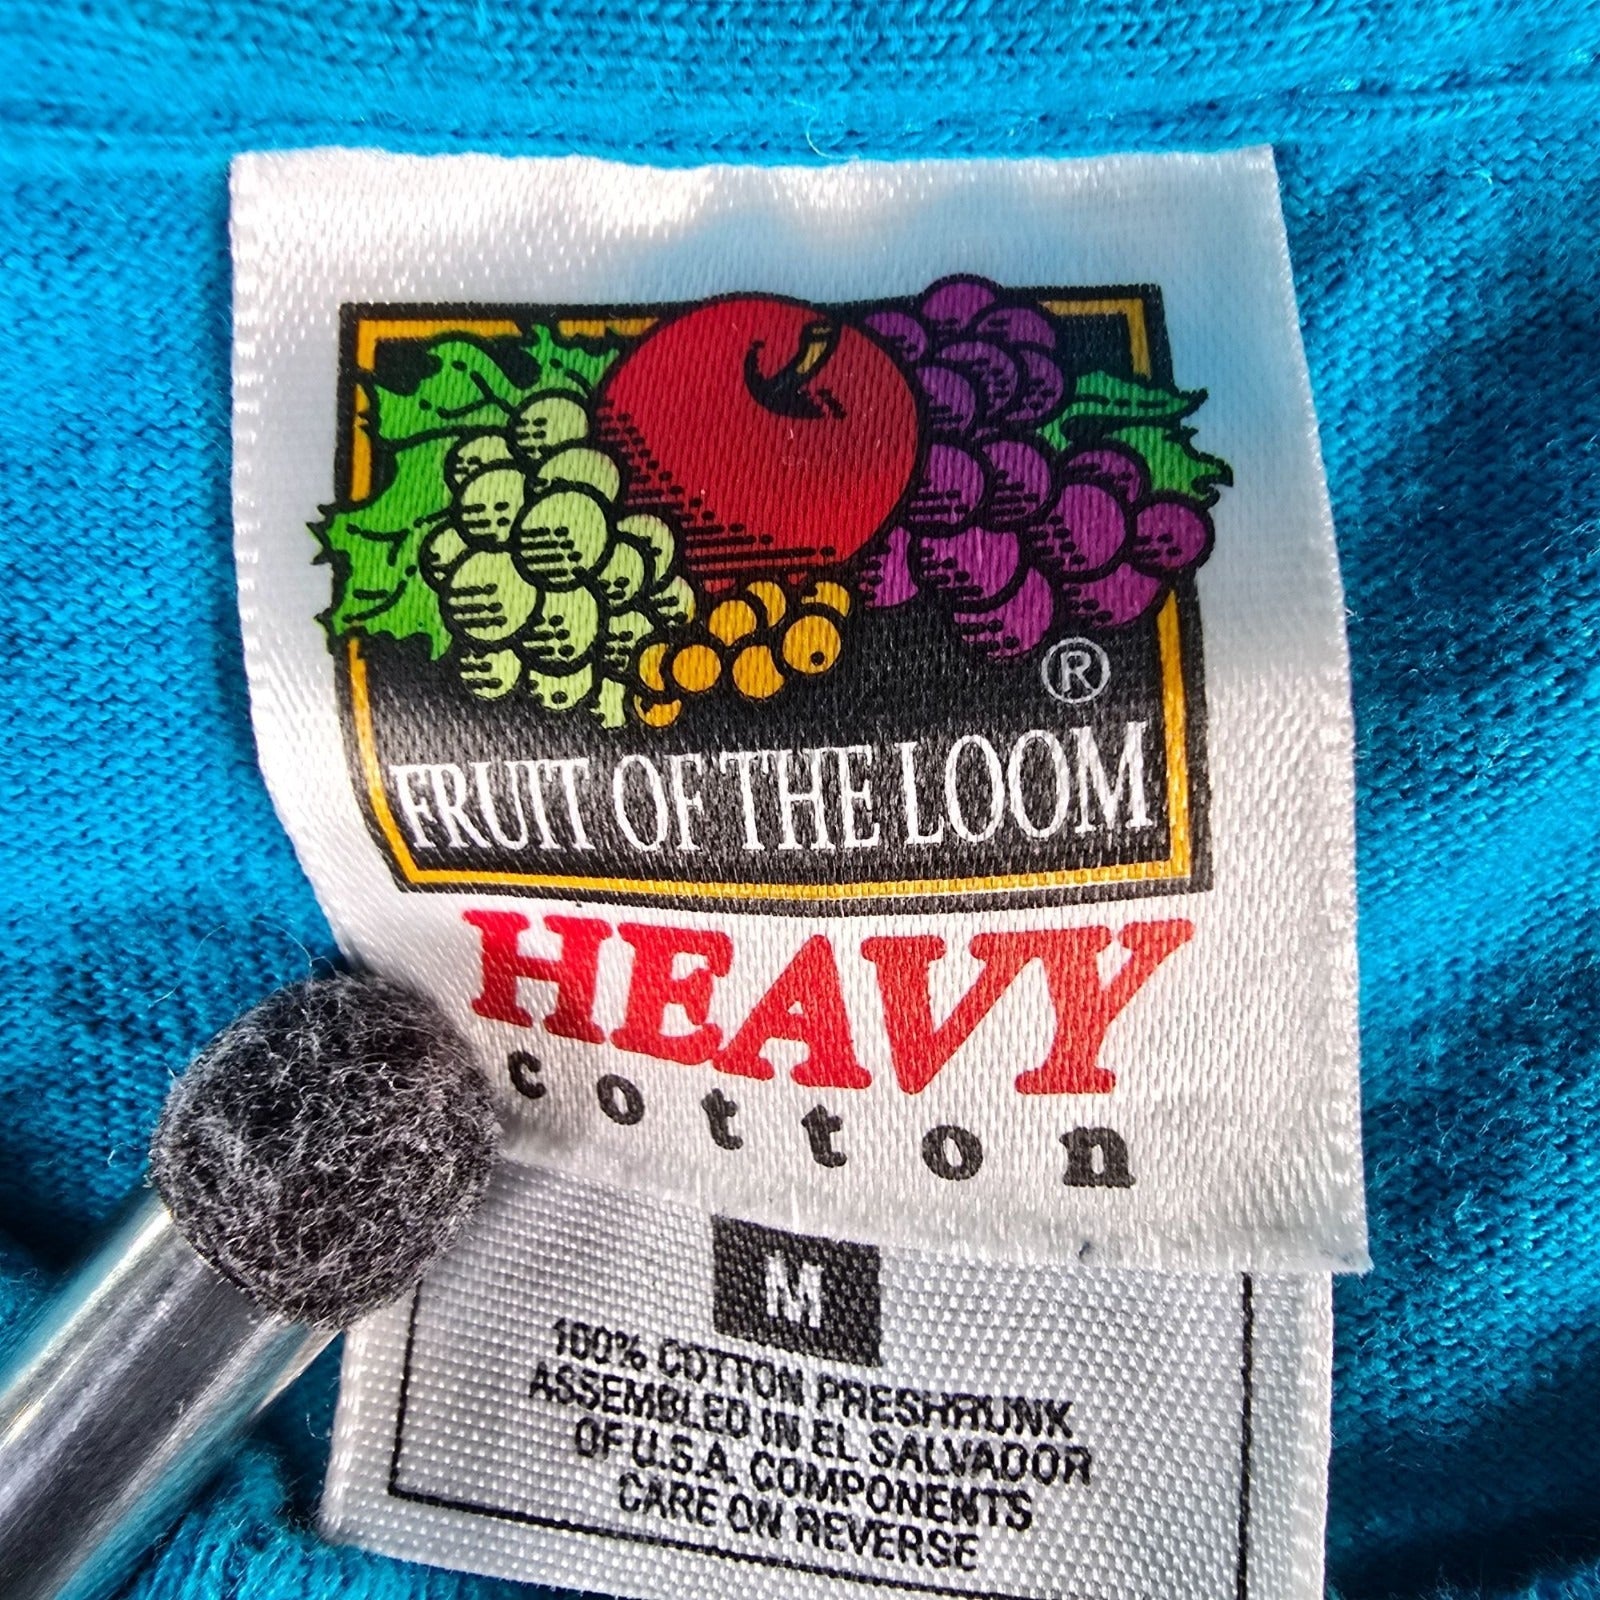 ®
FRUIT OF THE LOOM
HEAVY
cotton
M
100% COTTON PRESHRUNK
ASSEMBLED IN EL SALVADOR
OF U.S.A. COMPONENTS
CARE ON REVERSE